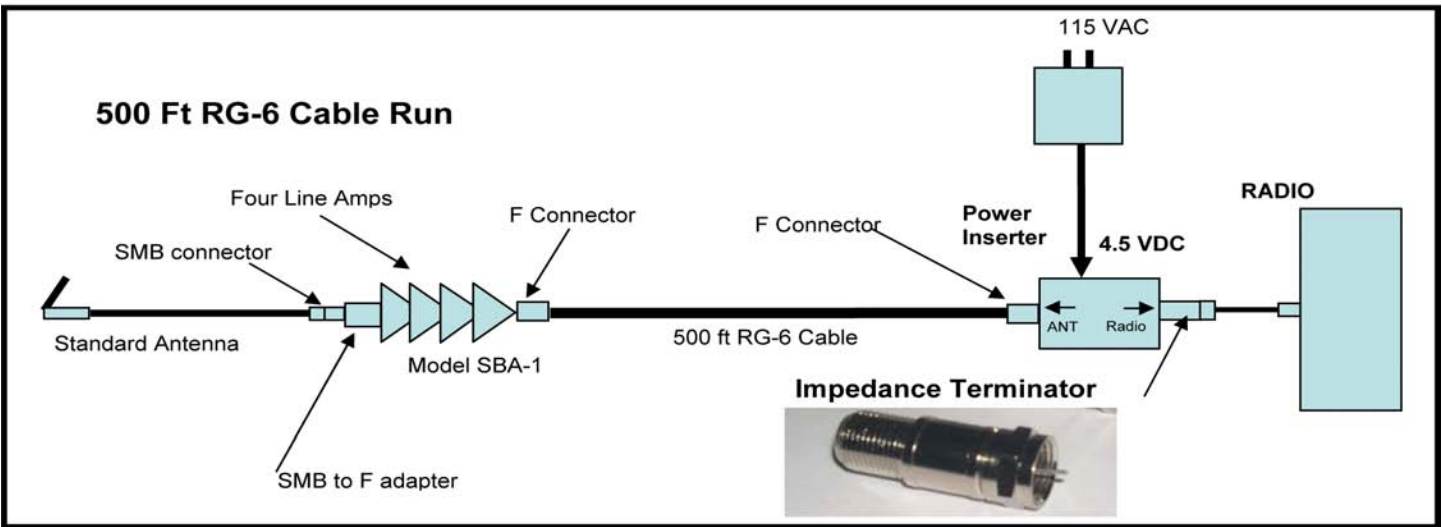 115 VAC
500 Ft RG-6 Cable Run
Four Line Amps
F Connector
SMB connector
F Connector
Power
Inserter
4.5 VDC
RADIO
Standard Antenna
Model SBA-1
500 ft RG-6 Cable
ANT
Radio
Impedance Terminator
SMB to F adapter